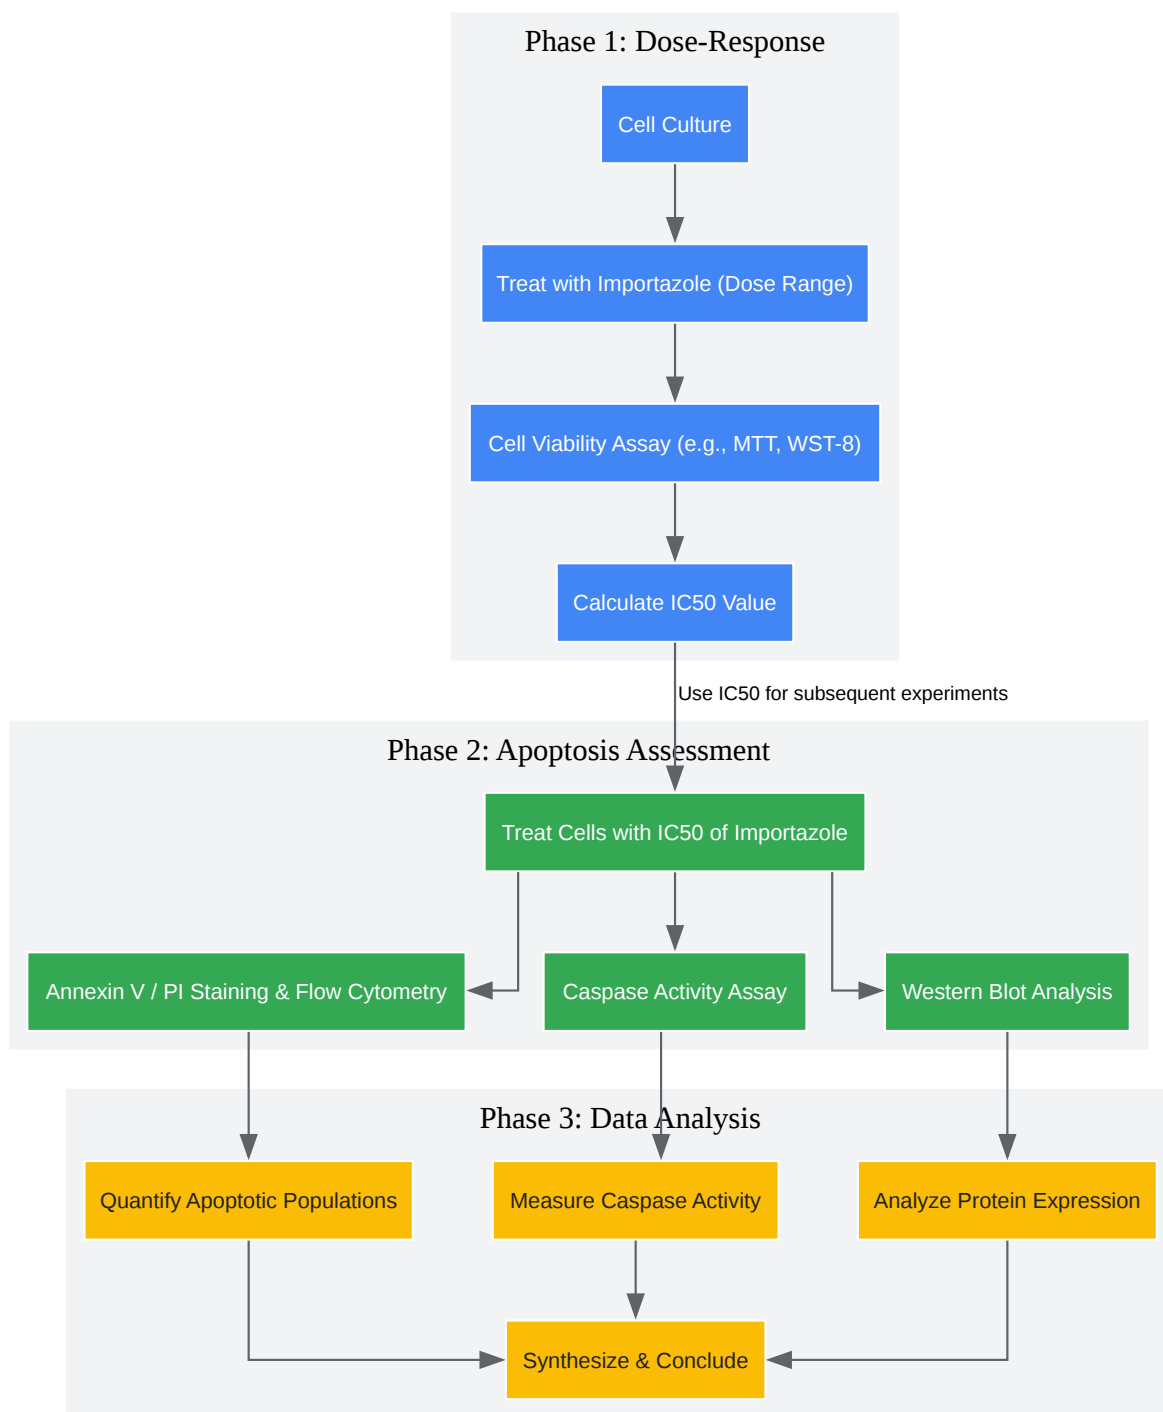 Phase 1: Dose-Response
Cell Culture
Treat with Importazole (Dose Range)
Cell Viability Assay (e.g., MTT, WST-8)
Calculate IC50 Value
Use IC50 for subsequent experiments
Phase 2: Apoptosis Assessment
Treat Cells with IC50 of Importazole
Annexin V / PI Staining & Flow Cytometry
Caspase Activity Assay
Western Blot Analysis
Phase 3: Data Analysis
Quantify Apoptotic Populations
Measure Caspase Activity
Analyze Protein Expression
Synthesize & Conclude